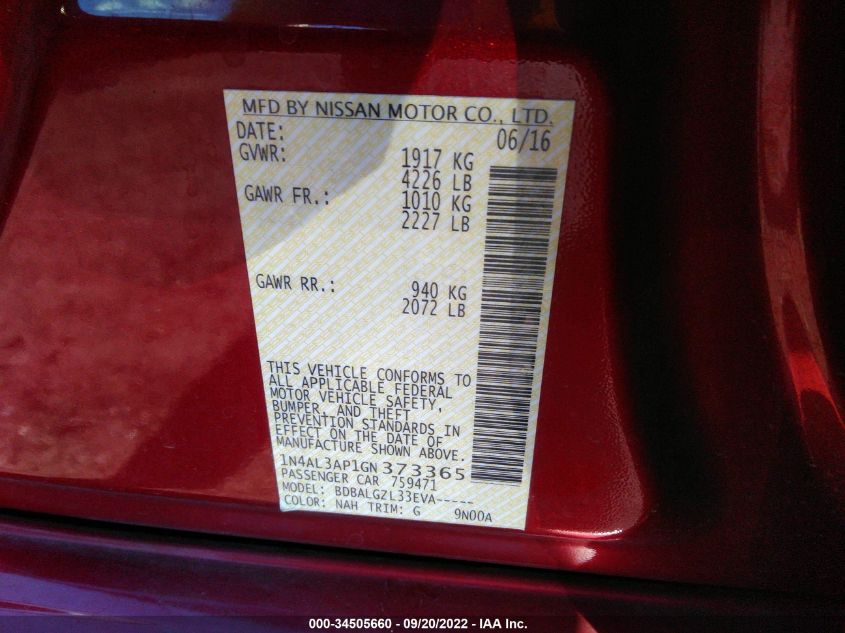 MFD BY NISSAN MOTOR CO., LTD.
DATE: 06/16
GVWR: 1917 KG
4226 LB
GAWR FR.: 1010 KG
2227 LB
GAWR RR.: 940 KG
2072 LB
THIS VEHICLE CONFORMS TO
ALL APPLICABLE FEDERAL
MOTOR VEHICLE SAFETY,
BUMPER, AND THEFT
PREVENTION STANDARDS IN
EFFECT ON THE DATE OF
MANUFACTURE SHOWN ABOVE.
1N4AL3AP1GN 373365
PASSENGER CAR 759471
MODEL: BDBALGZL33EVA-----
COLOR: NAH TRIM: G 9N00A
000-34505660 - 09/20/2022 - IAA Inc.